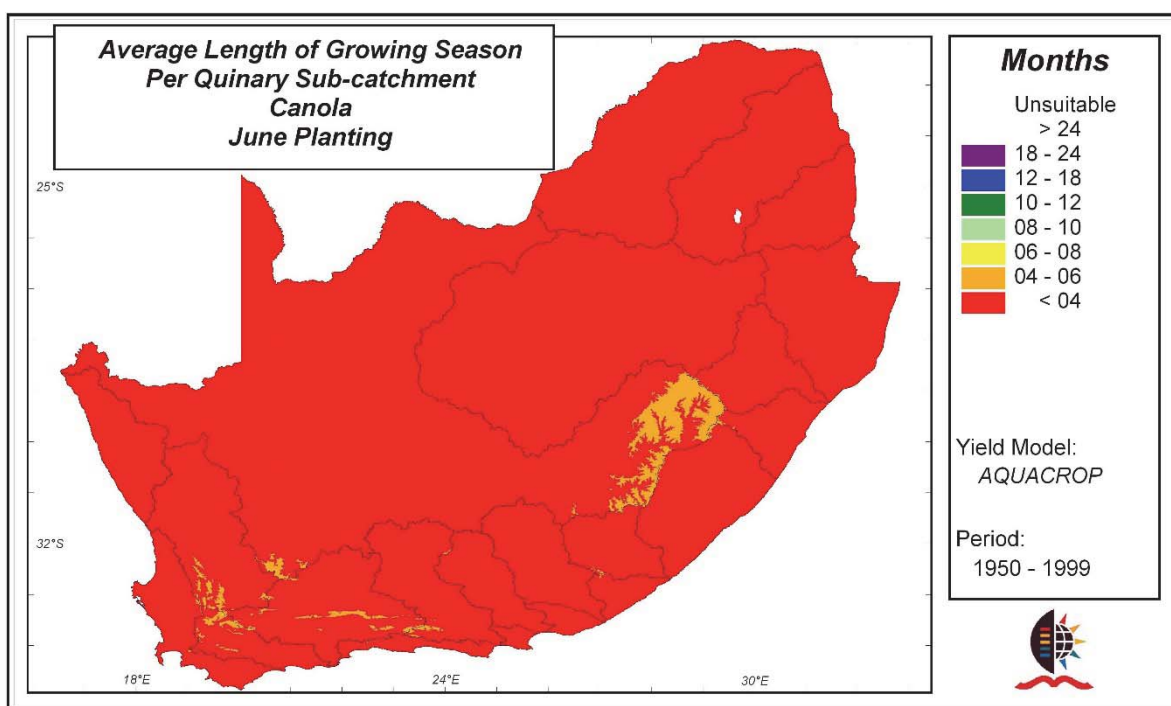 Average Length of Growing Season
Per Quinary Sub-catchment
Canola
June Planting
Months
Unsuitable
> 24
18 - 24
12 - 18
10 - 12
08 - 10
06 - 08
04 - 06
< 04
Yield Model:
AQUACROP
Period:
1950 - 1999
25°S
32°S
18°E
24°E
30°E